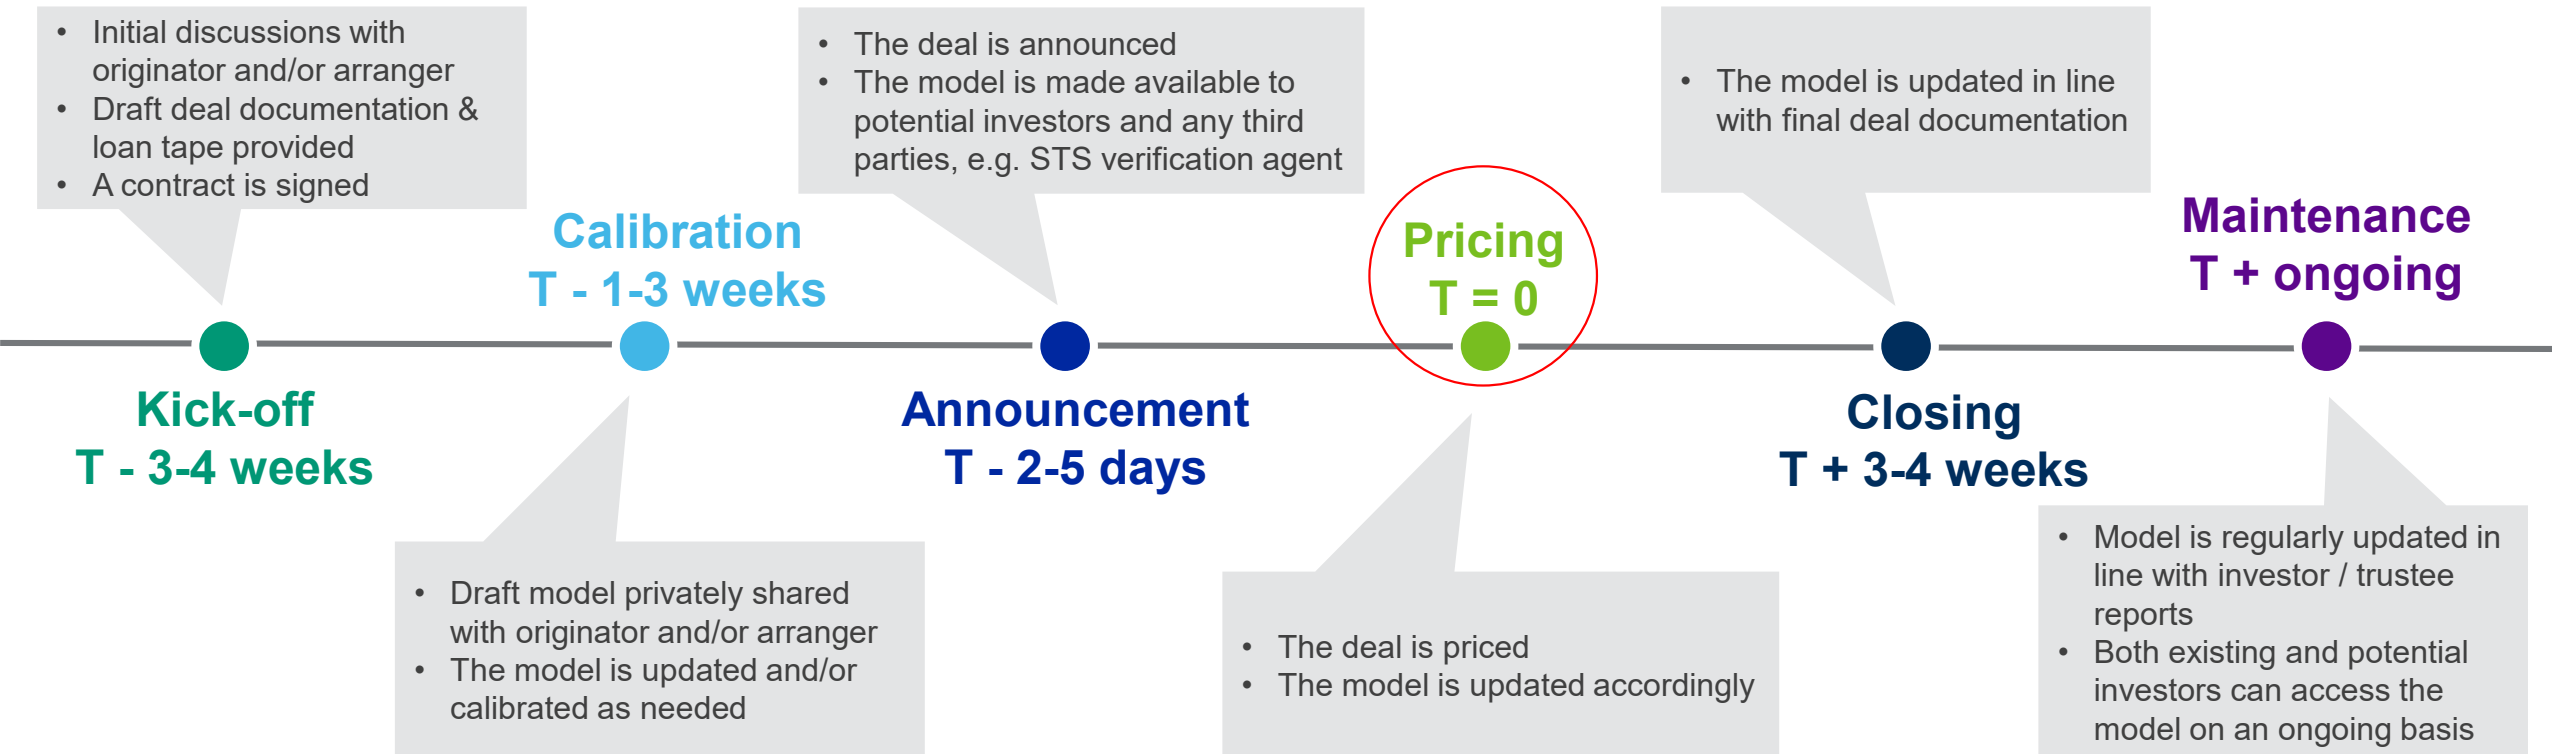 • Initial discussions with
originator and/or arranger
• Draft deal documentation &
loan tape provided
• A contract is signed
Kick-off
T - 3-4 weeks
Calibration
T - 1-3 weeks
• Draft model privately shared
with originator and/or arranger
• The model is updated and/or
calibrated as needed
• The deal is announced
• The model is made available to
potential investors and any third
parties, e.g. STS verification agent
Announcement
T - 2-5 days
Pricing
T = 0
• The deal is priced
• The model is updated accordingly
• The model is updated in line
with final deal documentation
Closing
T + 3-4 weeks
Maintenance
T + ongoing
• Model is regularly updated in
line with investor / trustee
reports
• Both existing and potential
investors can access the
model on an ongoing basis